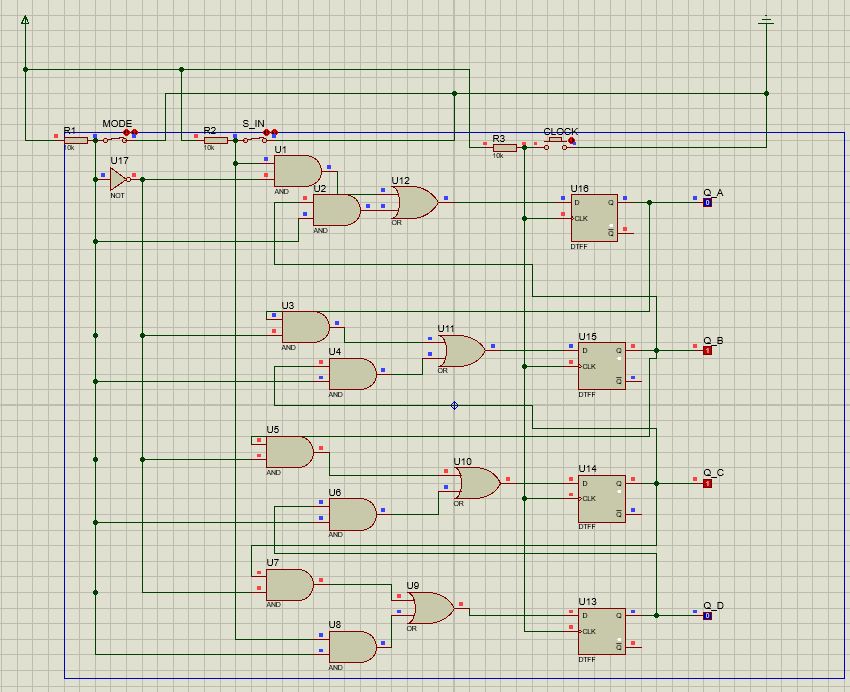 R1
MODE
R2
S_IN
R3
CLOCK
10k
10k
10k
U17
NOT
U1
AND
U2
AND
U12
OR
U16
D
Q
CLK
Q
DTFF
Q_A
0
U3
AND
U4
AND
U11
OR
U15
D
Q
CLK
Q
DTFF
Q_B
1
U5
AND
U6
AND
U10
OR
U14
D
Q
CLK
Q
DTFF
Q_C
1
U7
AND
U8
AND
U9
OR
U13
D
Q
CLK
Q
DTFF
Q_D
0